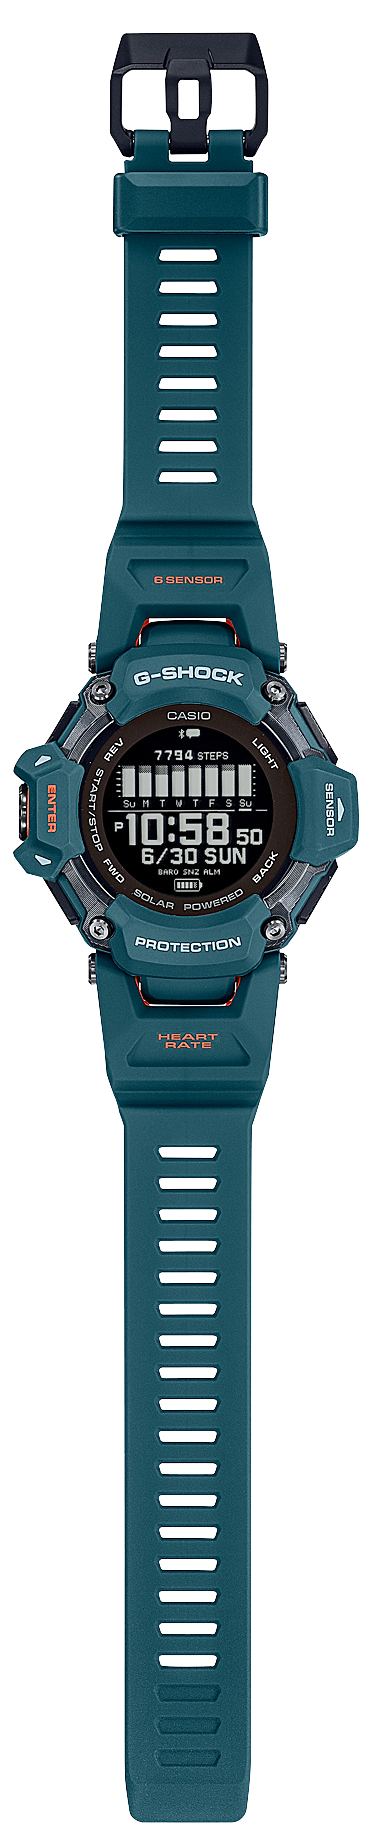 6 SENSOR
G-SHOCK
CASIO
REV
LIGHT
7794 STEPS
Su M T W T F S Su
START/STOP
ENTER
SENSOR
P 10:58 50
6/30 SUN
BARO SNZ ALM
FWD
BACK
SOLAR POWERED
PROTECTION
HEART
RATE